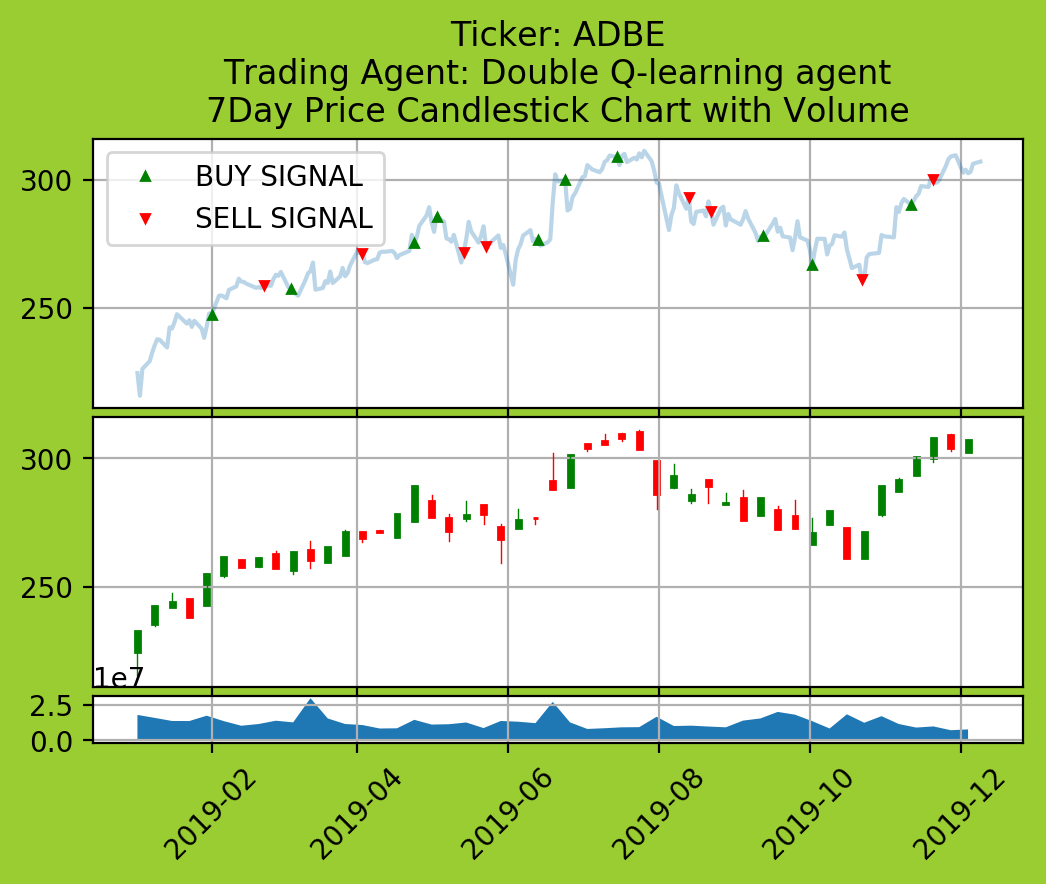 Ticker: ADBE
Trading Agent: Double Q-learning agent
7Day Price Candlestick Chart with Volume
BUY SIGNAL
SELL SIGNAL
300
250
300
250
1e7
2.5
0.0
2019-02
2019-04
2019-06
2019-08
2019-10
2019-12